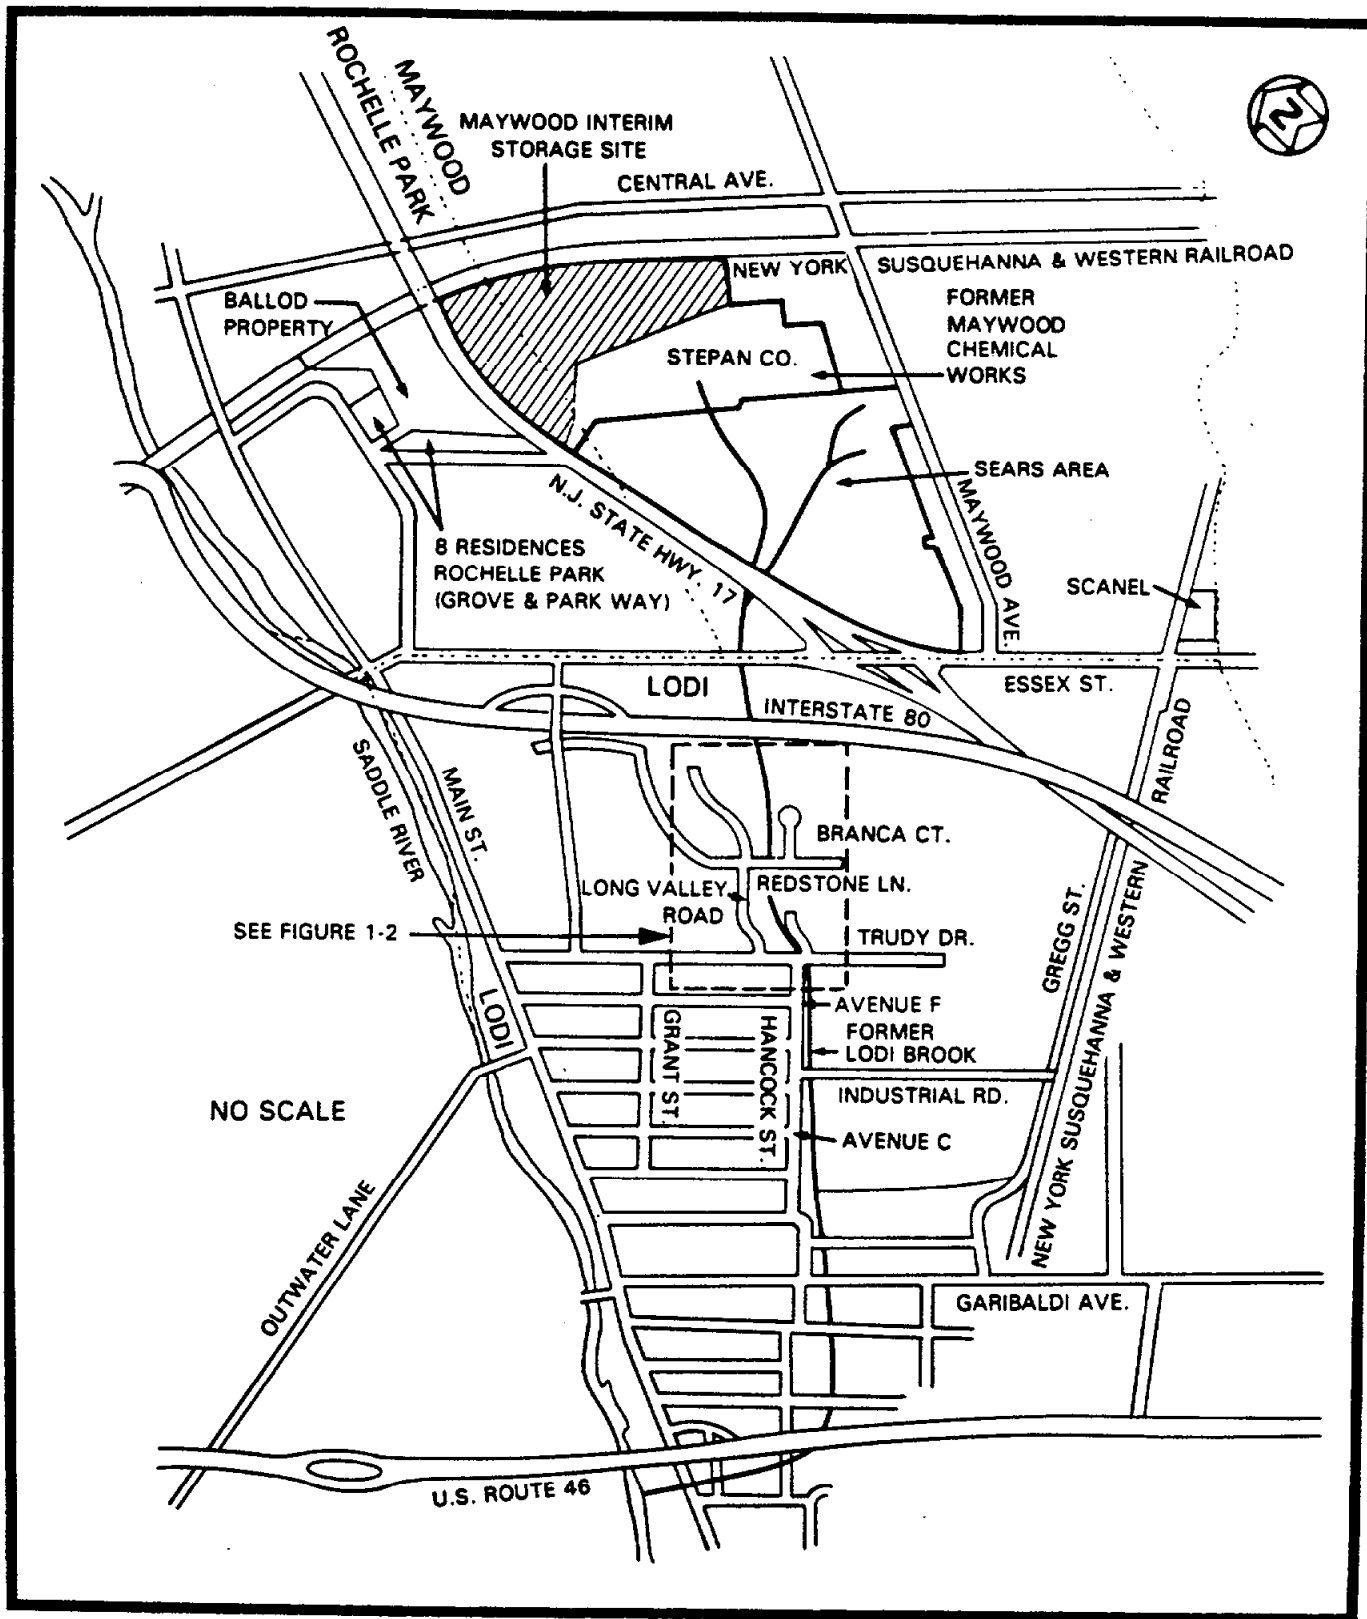 MAYWOOD
ROCHELLE PARK
N
MAYWOOD INTERIM
STORAGE SITE
CENTRAL AVE.
NEW YORK SUSQUEHANNA & WESTERN RAILROAD
BALLOD
PROPERTY
FORMER
MAYWOOD
CHEMICAL
WORKS
STEPAN CO.
SEARS AREA
N.J. STATE HWY. 17
MAYWOOD AVE
8 RESIDENCES
ROCHELLE PARK
(GROVE & PARK WAY)
SCANEL
LODI
ESSEX ST.
INTERSTATE 80
SADDLE RIVER
MAIN ST.
BRANCA CT.
REDSTONE LN.
LONG VALLEY
ROAD
SEE FIGURE 1-2
TRUDY DR.
GREGG ST.
NEW YORK SUSQUEHANNA & WESTERN RAILROAD
LODI
GRANT ST.
HANCOCK ST.
AVENUE F
FORMER
LODI BROOK
INDUSTRIAL RD.
AVENUE C
NO SCALE
OUTWATER LANE
GARIBALDI AVE.
U.S. ROUTE 46